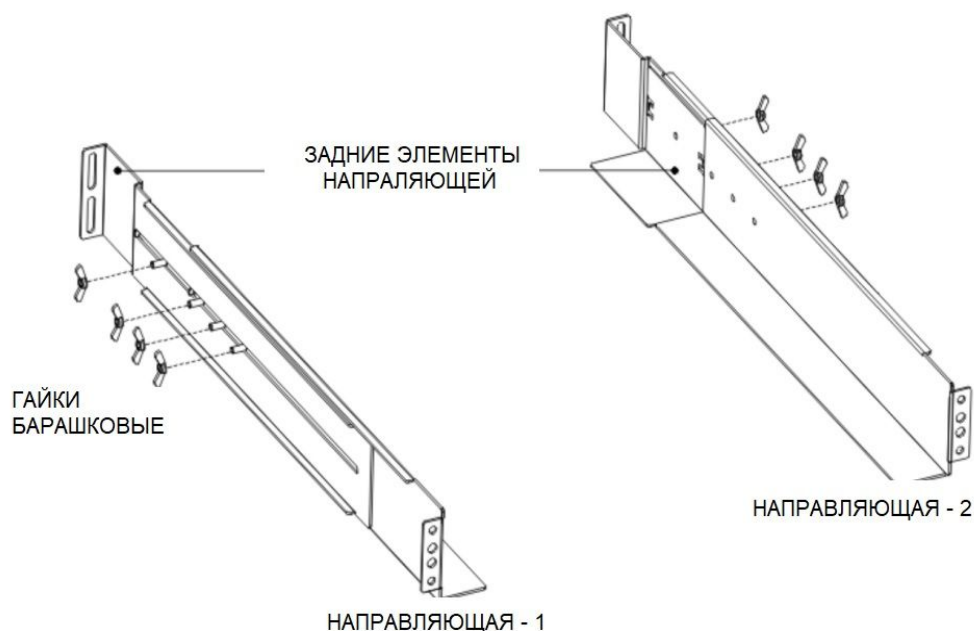 ЗАДНИЕ ЭЛЕМЕНТЫ
НАПРАЛЯЮЩЕЙ
ГАЙКИ
БАРАШКОВЫЕ
НАПРАВЛЯЮЩАЯ - 2
НАПРАВЛЯЮЩАЯ - 1